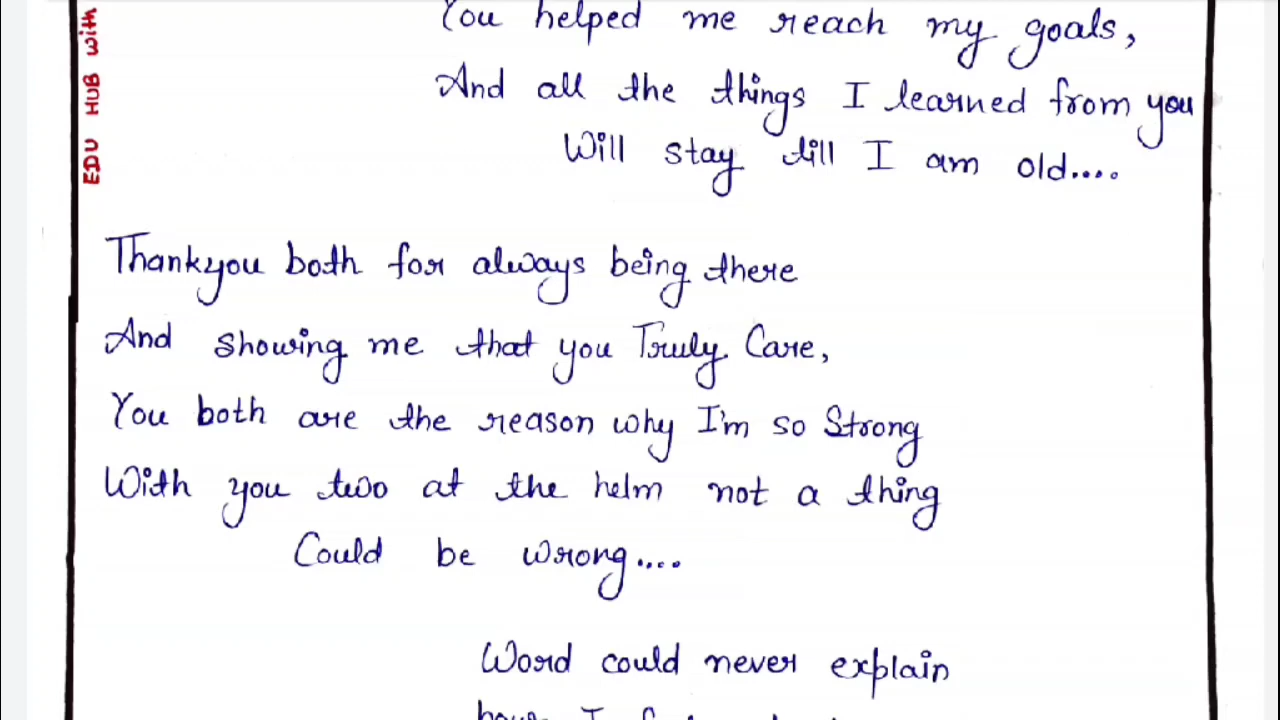 EDU HUB with
You helped me reach my goals,
And all the things I learned from you
Will stay till I am old....
Thankyou both for always being there
And showing me that you Truly Care,
You both are the reason why I'm so Strong
With you two at the helm not a thing
Could be wrong....
Word could never explain
how I